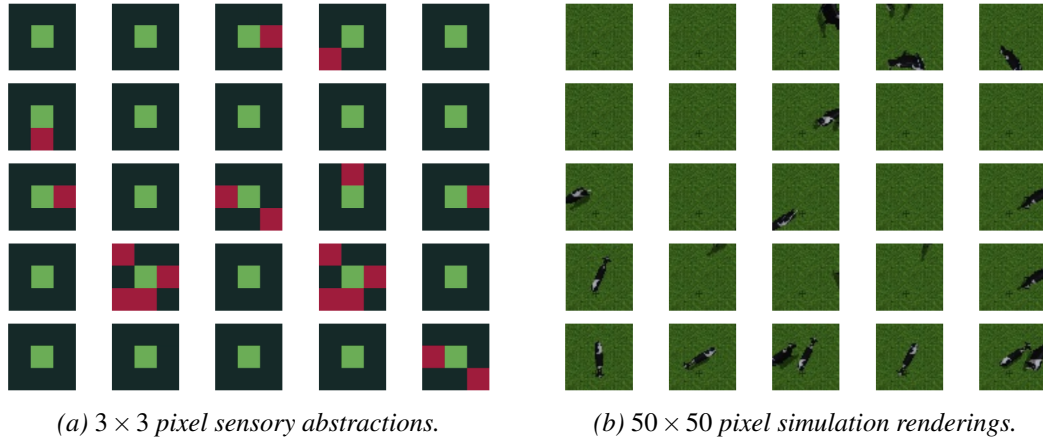 (a) 3 × 3 pixel sensory abstractions.
(b) 50 × 50 pixel simulation renderings.